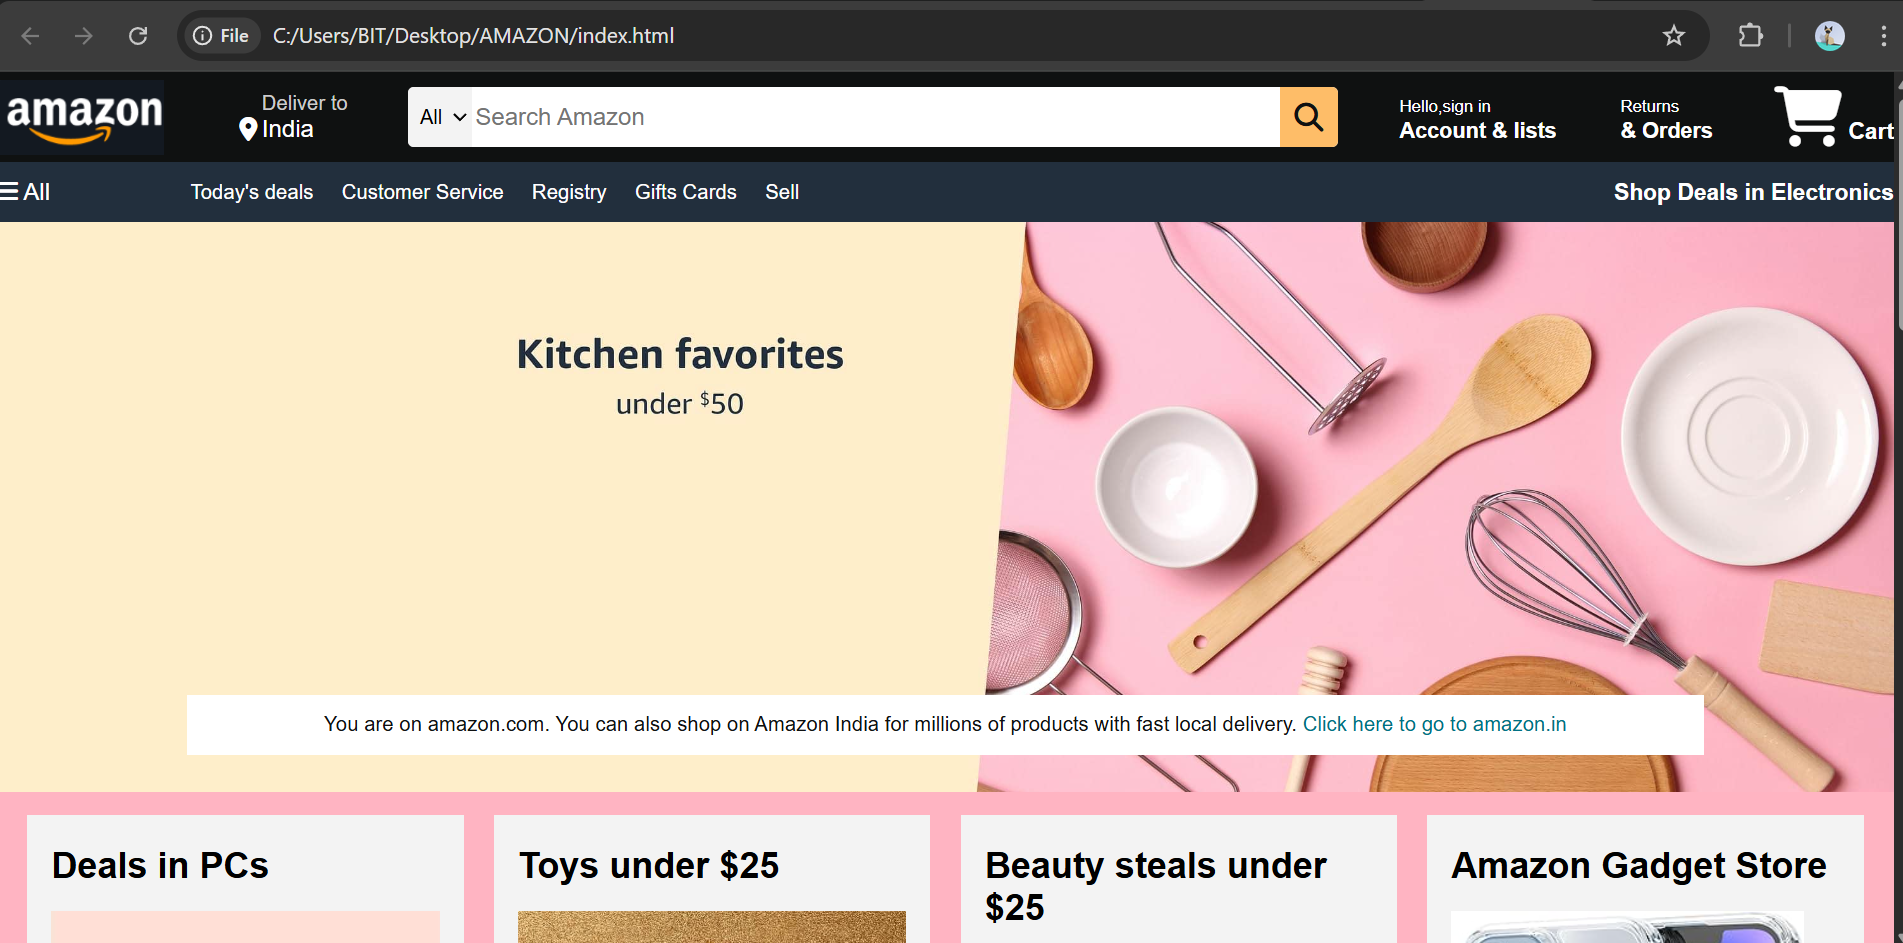 File C:/Users/BIT/Desktop/AMAZON/index.html
amazon
Deliver to
India
All
Search Amazon
Hello,sign in
Account & lists
Returns
& Orders
Cart
All
Today's deals
Customer Service
Registry
Gifts Cards
Sell
Shop Deals in Electronics
Kitchen favorites
under $50
You are on amazon.com. You can also shop on Amazon India for millions of products with fast local delivery. Click here to go to amazon.in
Deals in PCs
Toys under $25
Beauty steals under
$25
Amazon Gadget Store